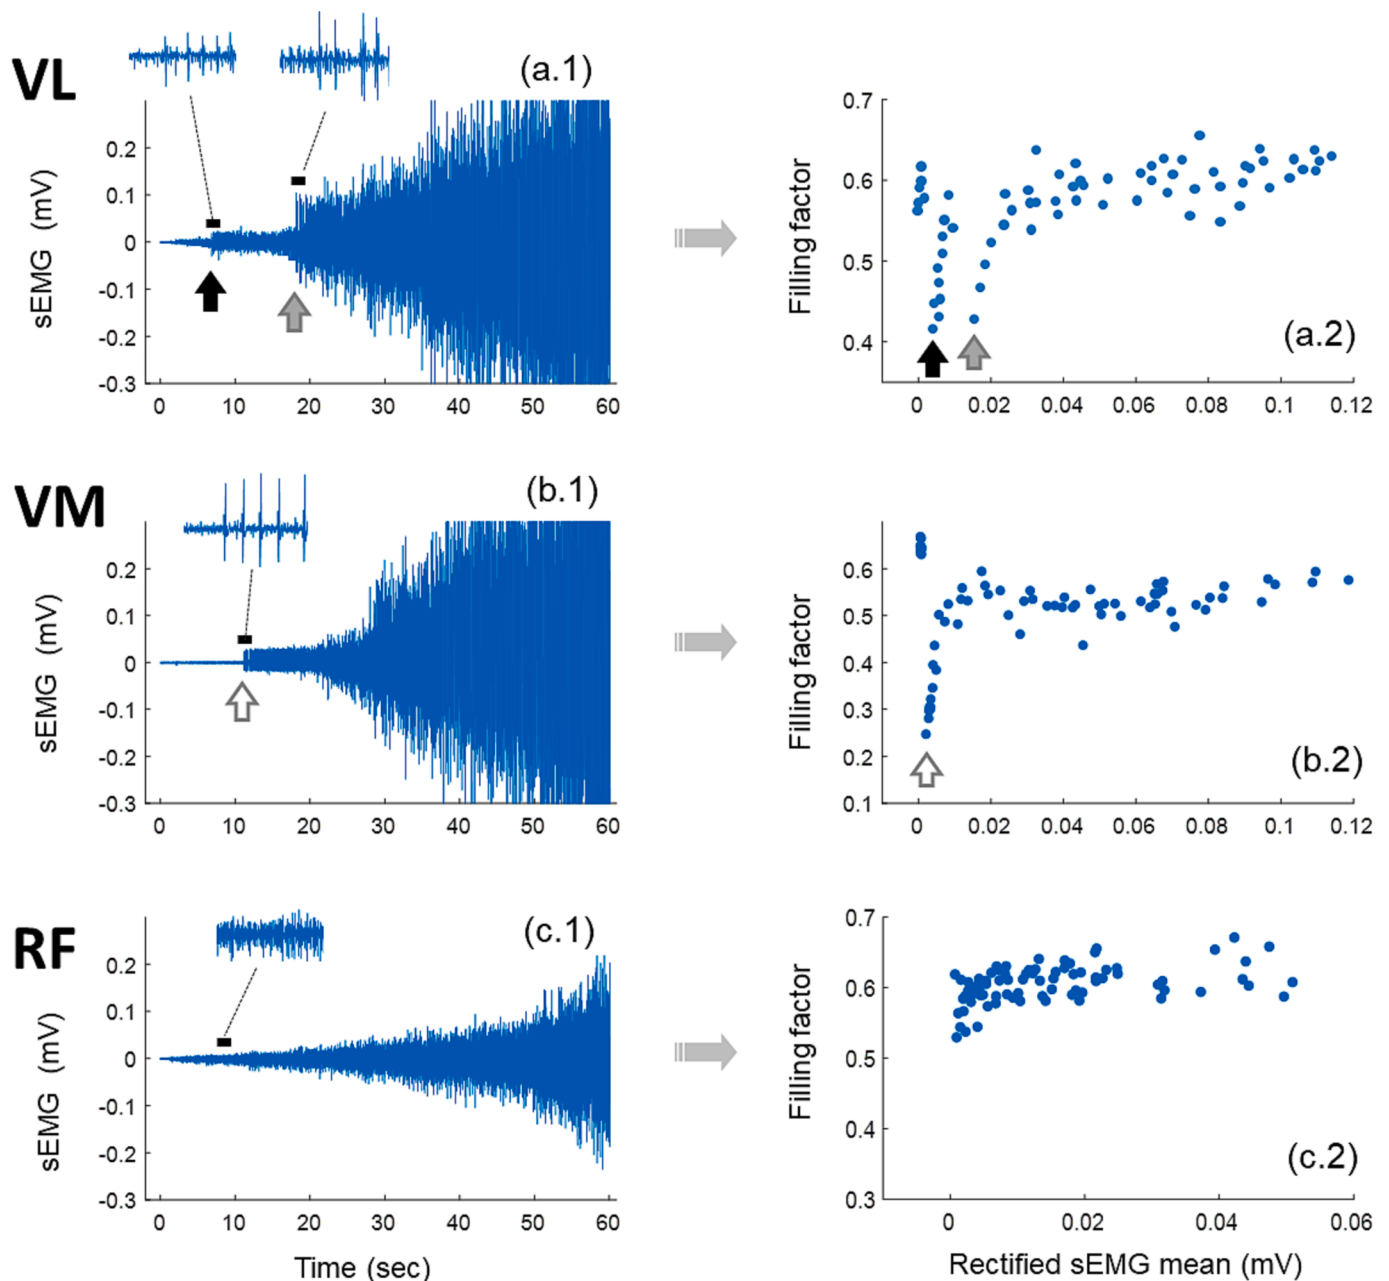 VL
(a.1)
sEMG (mV)
0.2
0.1
0
-0.1
-0.2
-0.3
0 10 20 30 40 50 60
Filling factor
0.7
0.6
0.5
0.4
(a.2)
0 0.02 0.04 0.06 0.08 0.1 0.12
VM
(b.1)
sEMG (mV)
0.2
0.1
0
-0.1
-0.2
-0.3
0 10 20 30 40 50 60
Filling factor
0.6
0.5
0.4
0.3
0.2
0.1
(b.2)
0 0.02 0.04 0.06 0.08 0.1 0.12
RF
(c.1)
sEMG (mV)
0.2
0.1
0
-0.1
-0.2
-0.3
0 10 20 30 40 50 60
Time (sec)
Filling factor
0.7
0.6
0.5
0.4
0.3
(c.2)
0 0.02 0.04 0.06
Rectified sEMG mean (mV)